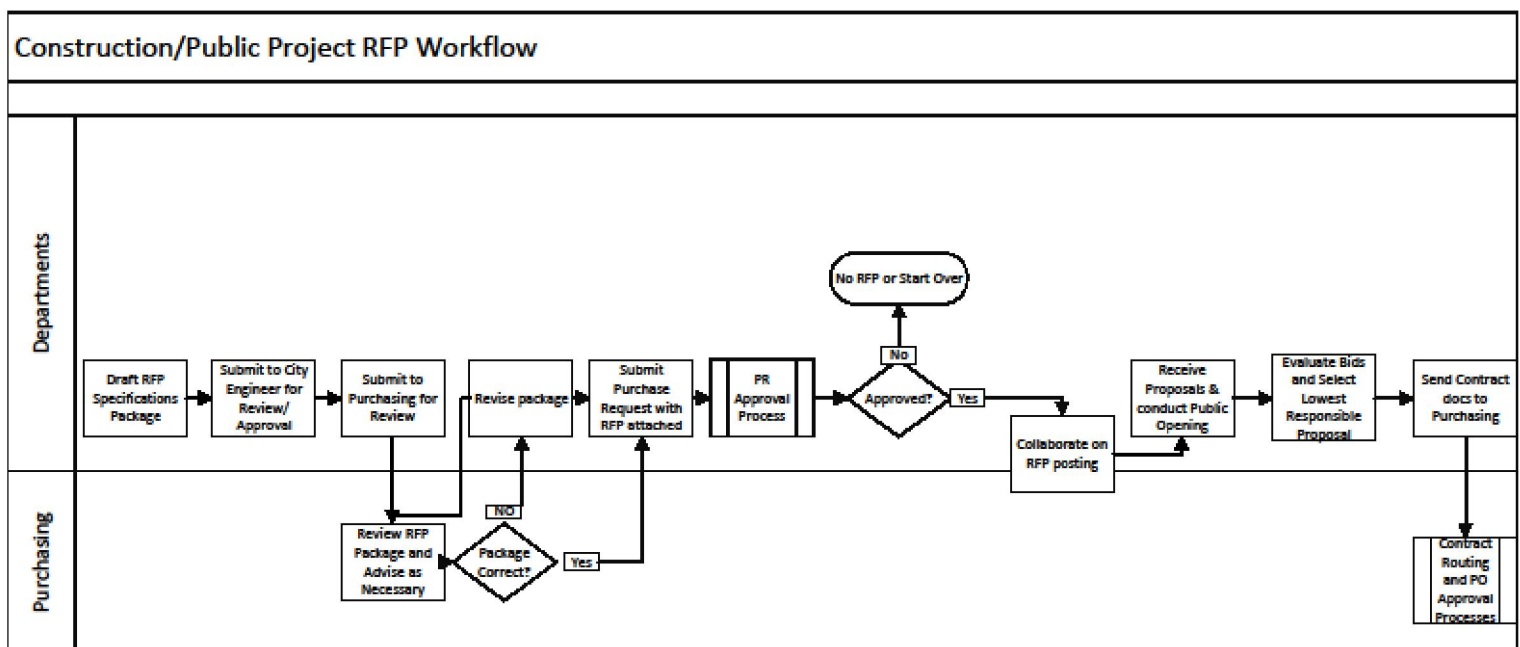 Construction/Public Project RFP Workflow
Departments
No RFP or Start Over
No
Draft RFP
Specifications
Package
Submit to City
Engineer for
Review/
Approval
Submit to
Purchasing for
Review
Revise package
Submit
Purchase
Request with
RFP attached
PR
Approval
Process
Approved?
Yes
Collaborate on
RFP posting
Receive
Proposals &
conduct Public
Opening
Evaluate Bids
and Select
Lowest
Responsible
Proposal
Send Contract
docs to
Purchasing
Purchasing
Review RFP
Package and
Advise as
Necessary
NO
Package
Correct?
Yes
Contract
Routing
and PO
Approval
Processes